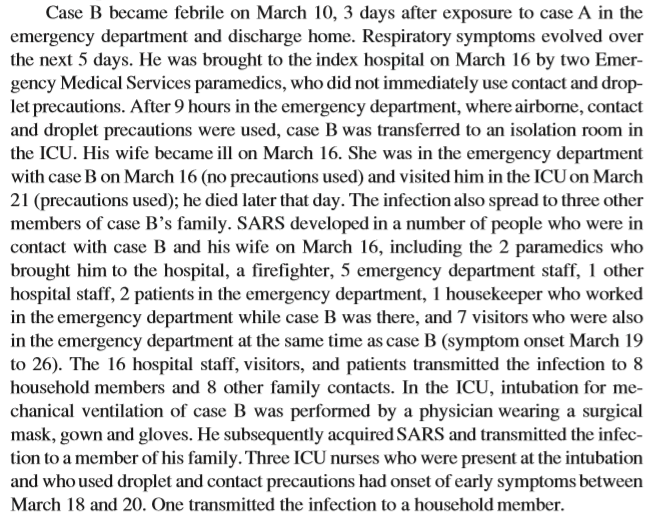 Case B became febrile on March 10, 3 days after exposure to case A in the
emergency department and discharge home. Respiratory symptoms evolved over
the next 5 days. He was brought to the index hospital on March 16 by two Emer-
gency Medical Services paramedics, who did not immediately use contact and drop-
let precautions. After 9 hours in the emergency department, where airborne, contact
and droplet precautions were used, case B was transferred to an isolation room in
the ICU. His wife became ill on March 16. She was in the emergency department
with case B on March 16 (no precautions used) and visited him in the ICU on March
21 (precautions used); he died later that day. The infection also spread to three other
members of case B's family. SARS developed in a number of people who were in
contact with case B and his wife on March 16, including the 2 paramedics who
brought him to the hospital, a firefighter, 5 emergency department staff, 1 other
hospital staff, 2 patients in the emergency department, 1 housekeeper who worked
in the emergency department while case B was there, and 7 visitors who were also
in the emergency department at the same time as case B (symptom onset March 19
to 26). The 16 hospital staff, visitors, and patients transmitted the infection to 8
household members and 8 other family contacts. In the ICU, intubation for me-
chanical ventilation of case B was performed by a physician wearing a surgical
mask, gown and gloves. He subsequently acquired SARS and transmitted the infec-
tion to a member of his family. Three ICU nurses who were present at the intubation
and who used droplet and contact precautions had onset of early symptoms between
March 18 and 20. One transmitted the infection to a household member.